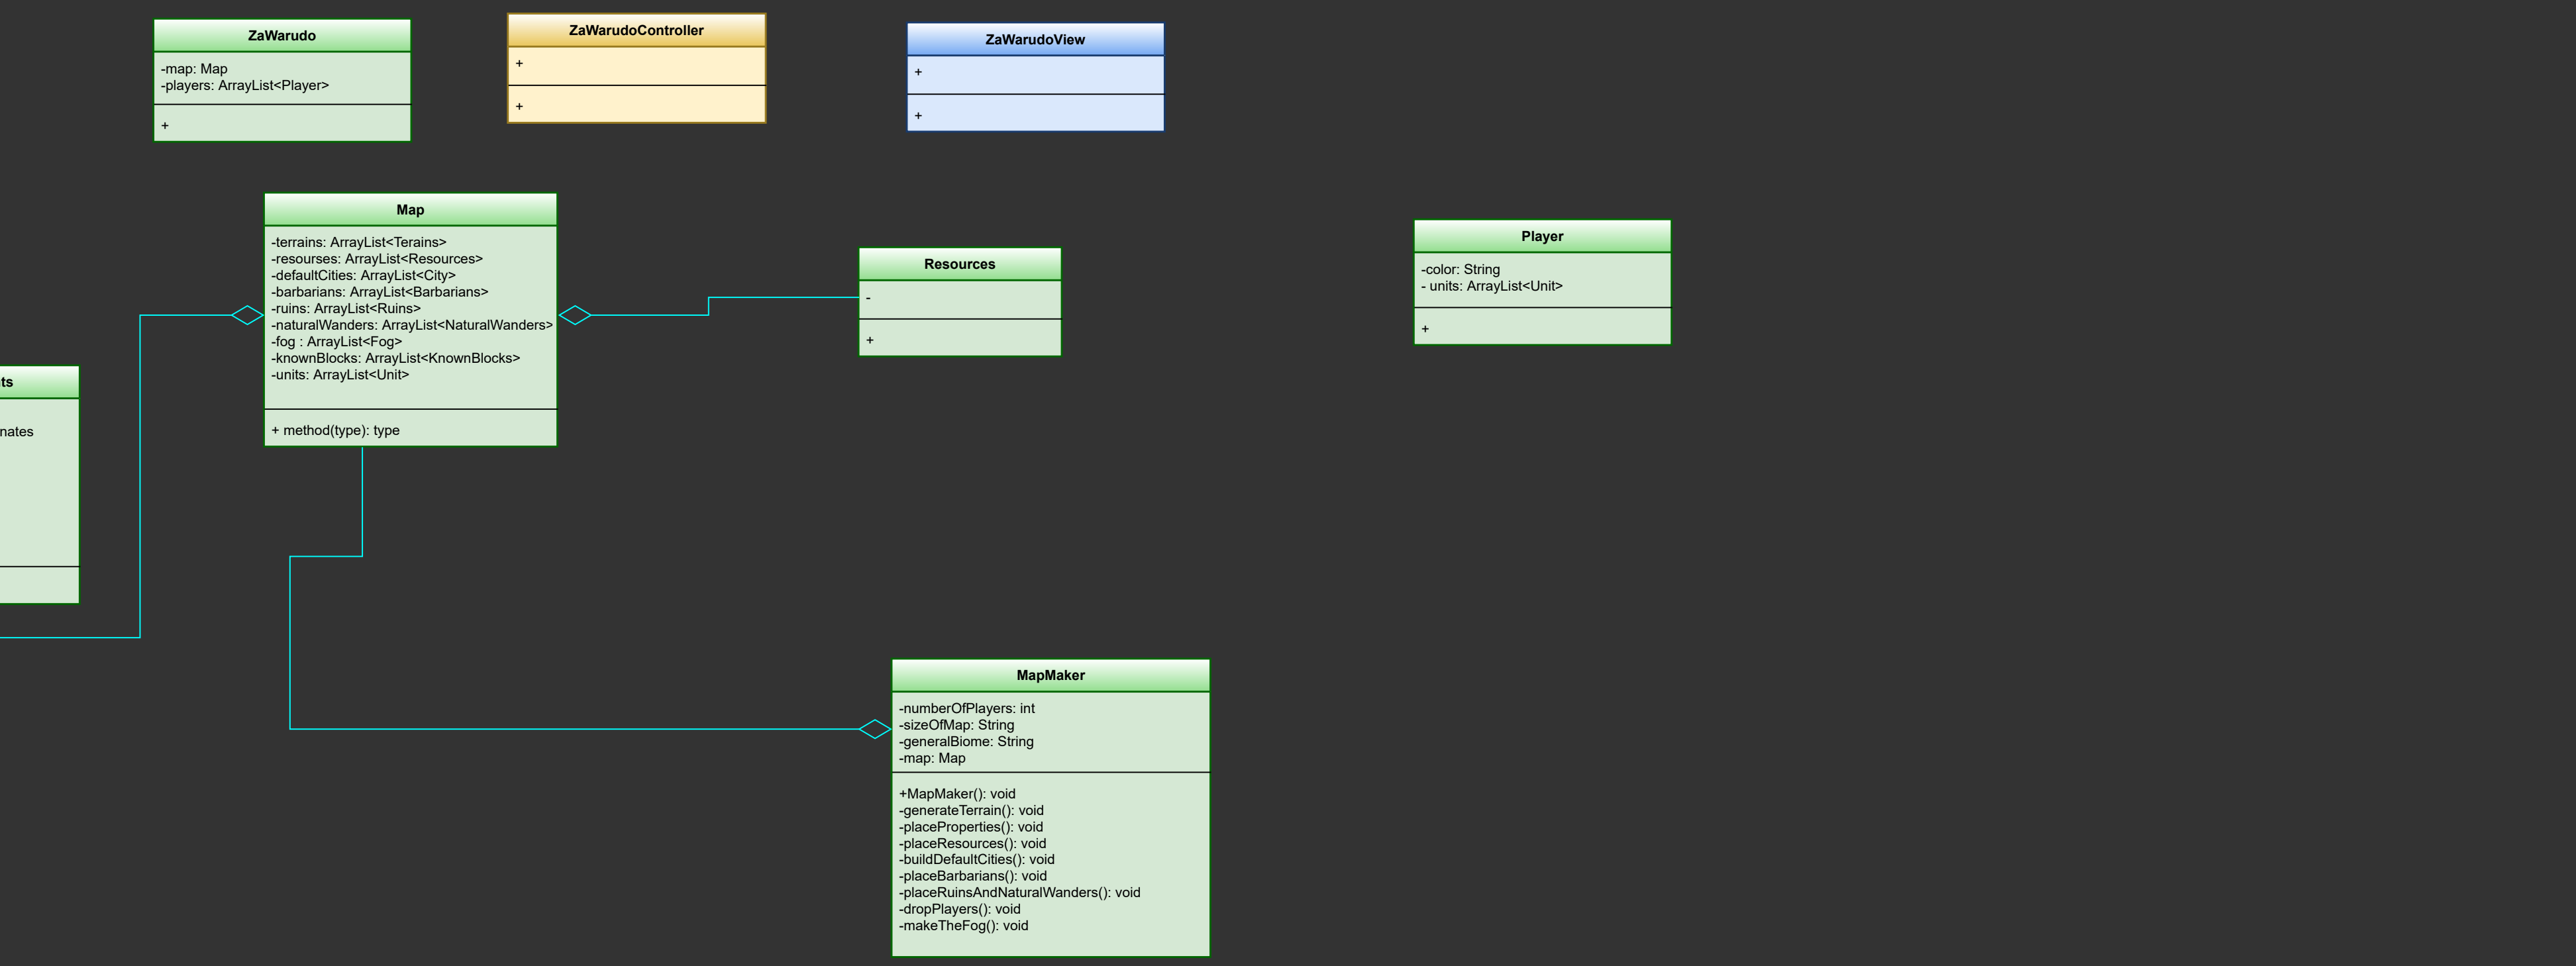 ZaWarudo
-map: Map
-players: ArrayList<Player>
+
ZaWarudoController
+
+
ZaWarudoView
+
+
Map
-terrains: ArrayList<Terains>
-resourses: ArrayList<Resources>
-defaultCities: ArrayList<City>
-barbarians: ArrayList<Barbarians>
-ruins: ArrayList<Ruins>
-naturalWanders: ArrayList<NaturalWanders>
-fog : ArrayList<Fog>
-knownBlocks: ArrayList<KnownBlocks>
-units: ArrayList<Unit>
+ method(type): type
Resources
-
+
Player
-color: String
- units: ArrayList<Unit>
+
ts
nates
MapMaker
-numberOfPlayers: int
-sizeOfMap: String
-generalBiome: String
-map: Map
+MapMaker(): void
-generateTerrain(): void
-placeProperties(): void
-placeResources(): void
-buildDefaultCities(): void
-placeBarbarians(): void
-placeRuinsAndNaturalWanders(): void
-dropPlayers(): void
-makeTheFog(): void